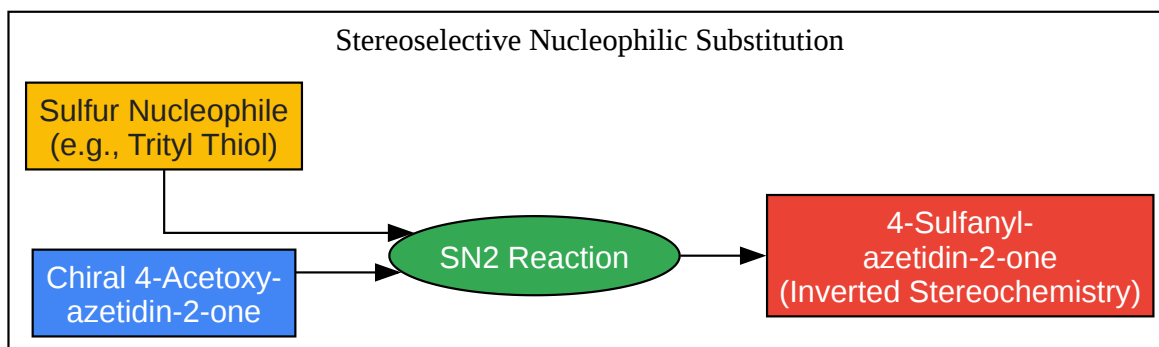 Stereoselective Nucleophilic Substitution
Sulfur Nucleophile
(e.g., Trityl Thiol)
Chiral 4-Acetoxy-
azetidin-2-one
SN2 Reaction
4-Sulfanyl-
azetidin-2-one
(Inverted Stereochemistry)